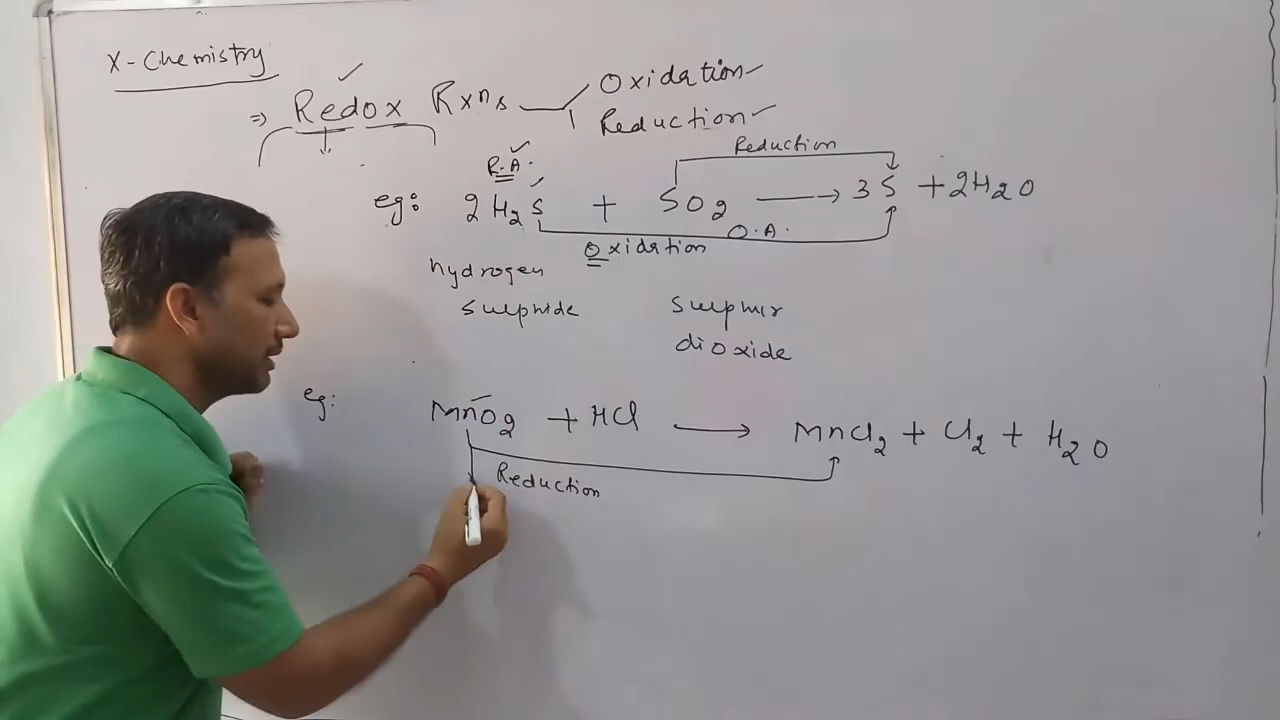 X-Chemistry
⇒ Redox Rxns Oxidation
Reduction
Reduction
R.A.
eg: 2H₂S + SO₂ → 3S + 2H₂O
O.A.
Oxidation
hydrogen
sulphide
sulphur
dioxide
eg: MnO₂ + HCl → MnCl₂ + Cl₂ + H₂O
Reduction